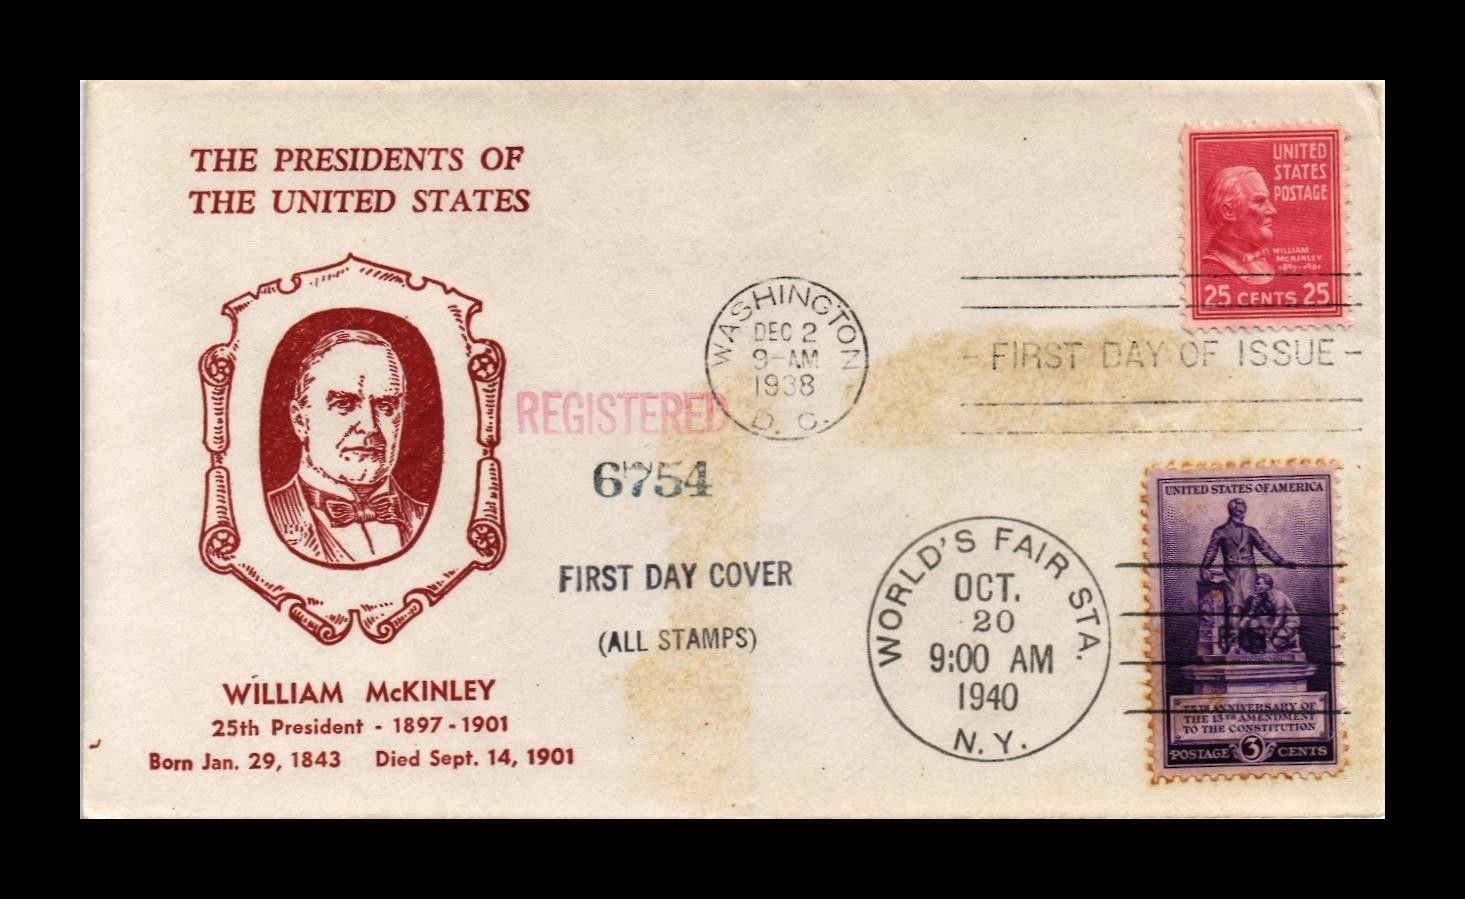 THE PRESIDENTS OF
THE UNITED STATES
UNITED
STATES
POSTAGE
WILLIAM
McKINLEY
1897-1901
25 CENTS 25
WASHINGTON
DEC 2
9-AM
1938
D. C.
- FIRST DAY OF ISSUE -
REGISTERED
6754
FIRST DAY COVER
(ALL STAMPS)
WORLD'S FAIR STA.
OCT.
20
9:00 AM
1940
N. Y.
UNITED STATES OF AMERICA
75TH ANNIVERSARY OF
THE 13TH AMENDMENT
TO THE CONSTITUTION
POSTAGE 3 CENTS
WILLIAM McKINLEY
25th President - 1897-1901
Born Jan. 29, 1843 Died Sept. 14, 1901